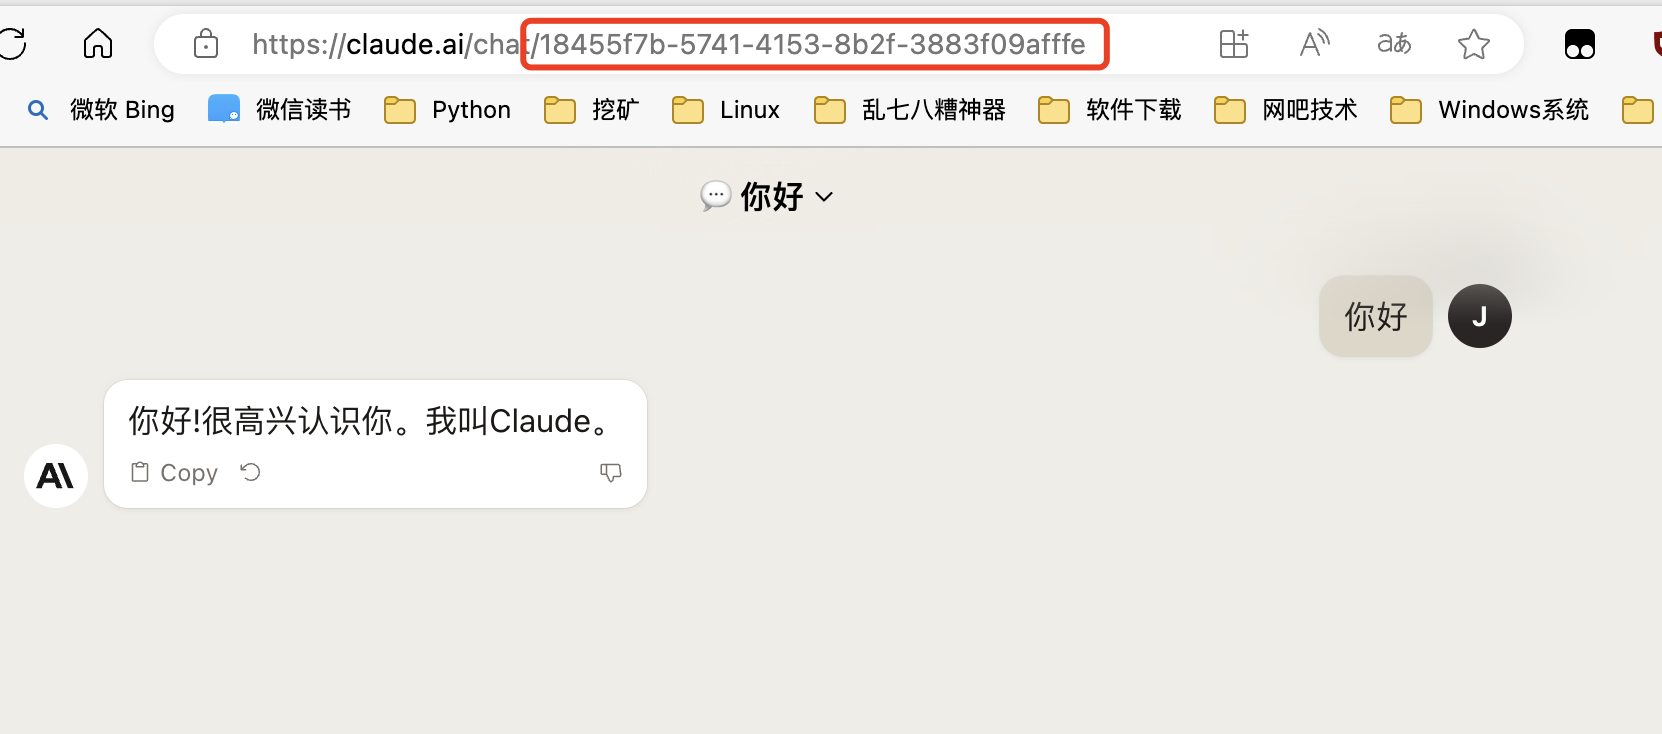 https://claude.ai/chat/18455f7b-5741-4153-8b2f-3883f09afffe
微软 Bing 微信读书 Python 挖矿 Linux 乱七八糟神器 软件下载 网吧技术 Windows系统
你好
你好
J
你好!很高兴认识你。我叫Claude。
Copy